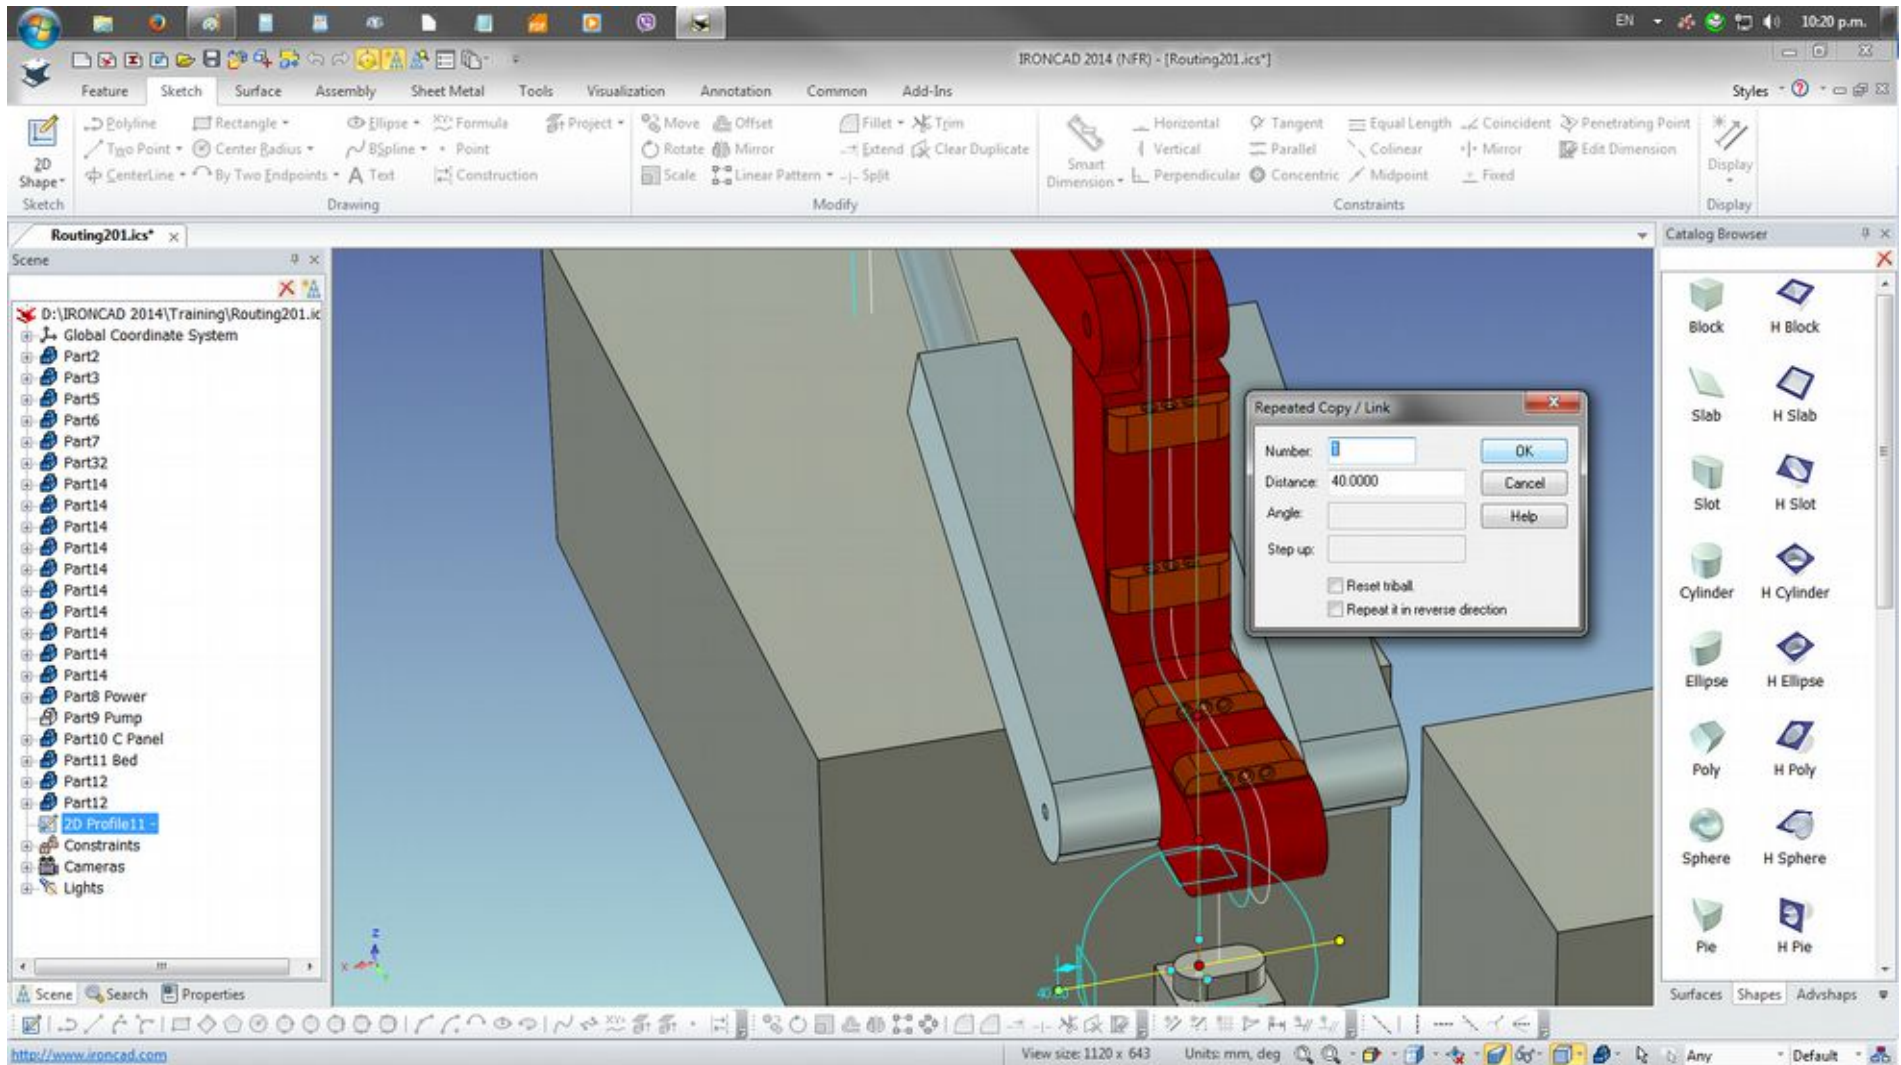 EN 10:20 p.m.
IRONCAD 2014 (NFR) - [Routing201.ics*]
Feature Sketch Surface Assembly Sheet Metal Tools Visualization Annotation Common Add-Ins Styles
Polyline Rectangle Ellipse Formula Project Move Offset Fillet Trim Horizontal Tangent Equal Length Coincident Penetrating Point
Two Point Center Radius BSpline Point Rotate Mirror Extend Clear Duplicate Vertical Parallel Colinear Mirror Edit Dimension
2D Shape CenterLine By Two Endpoints Text Construction Scale Linear Pattern Split Smart Dimension Perpendicular Concentric Midpoint Fixed Display
Sketch Drawing Modify Constraints Display
Routing201.ics*
Catalog Browser
Scene
D:\IRONCAD 2014\Training\Routing201.ic
Global Coordinate System
Part2
Part3
Part5
Part6
Part7
Part32
Part14
Part14
Part14
Part14
Part14
Part14
Part14
Part14
Part14
Part14
Part8 Power
Part9 Pump
Part10 C Panel
Part11 Bed
Part12
Part12
2D Profile11 -
Constraints
Cameras
Lights
Repeated Copy / Link
Number: OK
Distance: 40.0000 Cancel
Angle: Help
Step up:
Reset triball.
Repeat it in reverse direction
Block H Block
Slab H Slab
Slot H Slot
Cylinder H Cylinder
Ellipse H Ellipse
Poly H Poly
Sphere H Sphere
Pie H Pie
z
x
Scene Search Properties
Surfaces Shapes Advshaps
http://www.ironcad.com
View size: 1120 x 643 Units: mm, deg Any Default